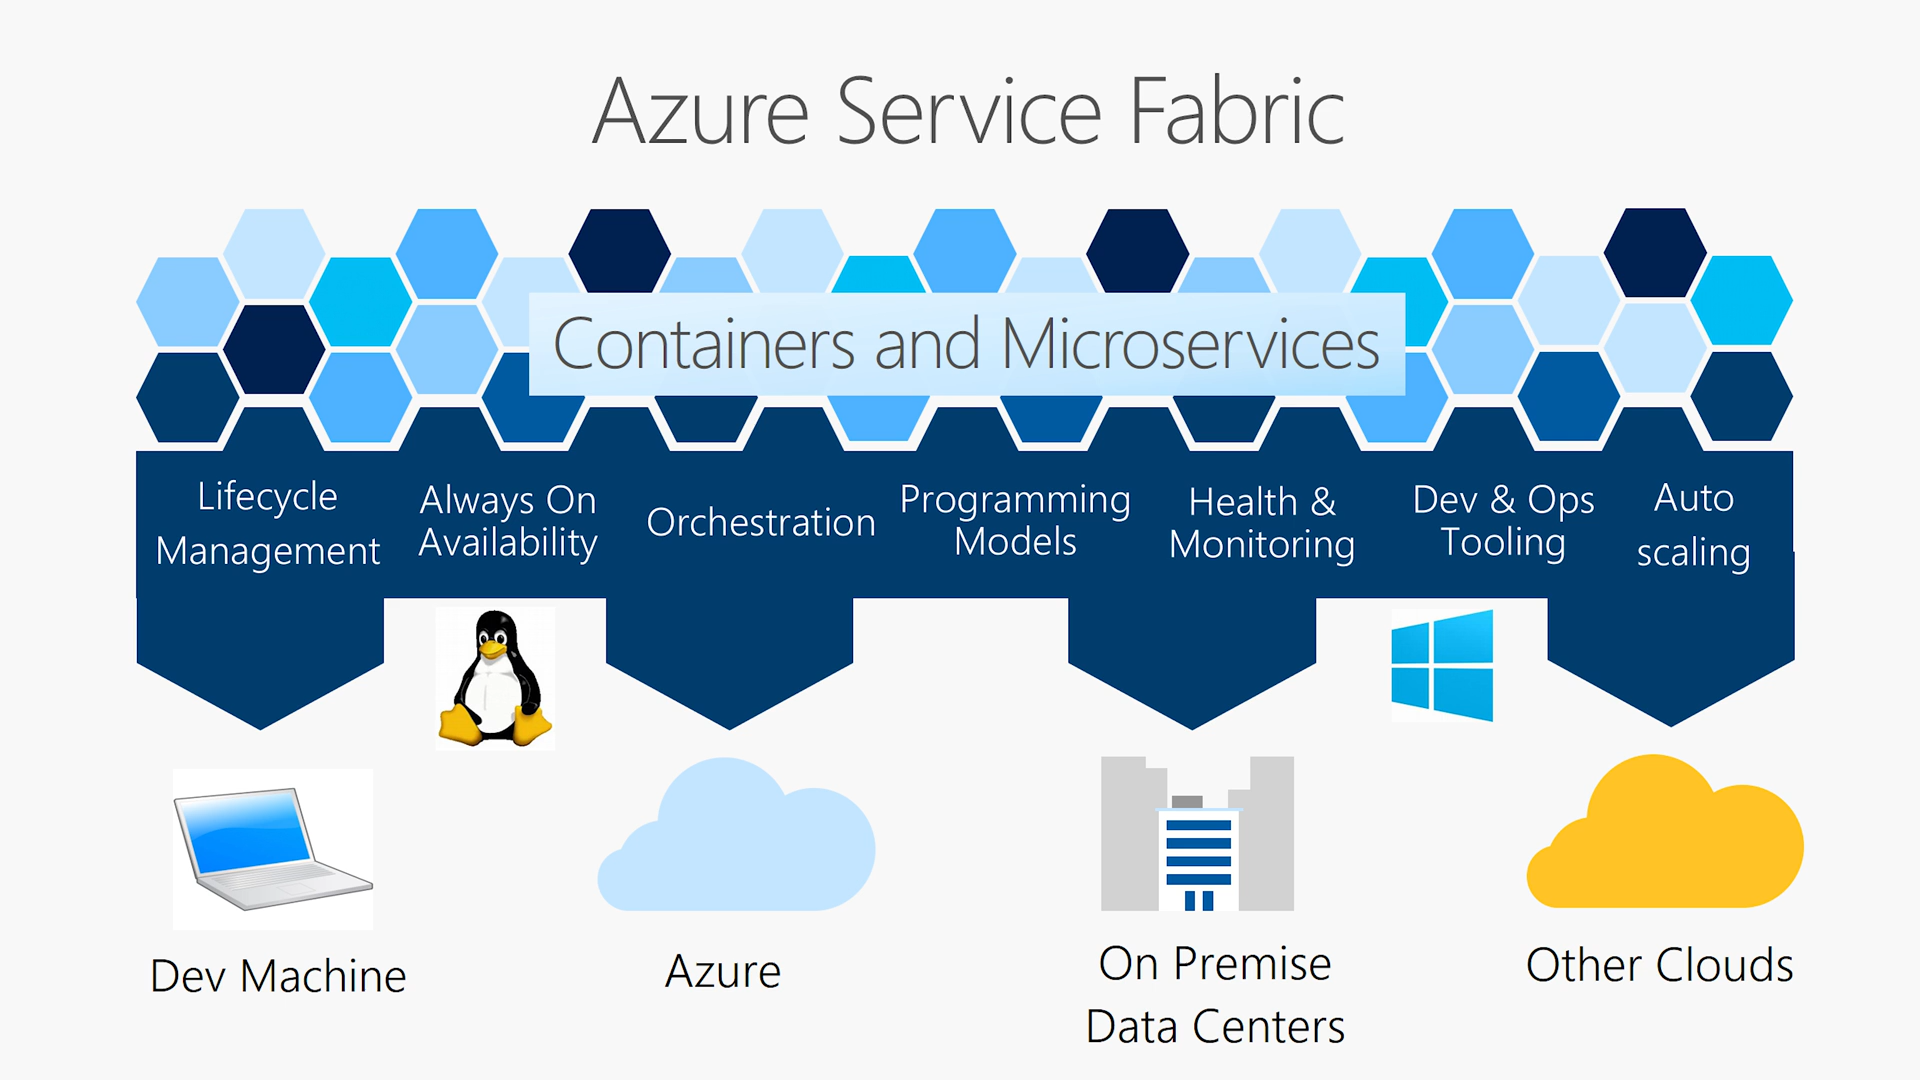 Azure Service Fabric
Containers and Microservices
Lifecycle
Management
Always On
Availability
Orchestration
Programming
Models
Health &
Monitoring
Dev & Ops
Tooling
Auto
scaling
Dev Machine
Azure
On Premise
Data Centers
Other Clouds